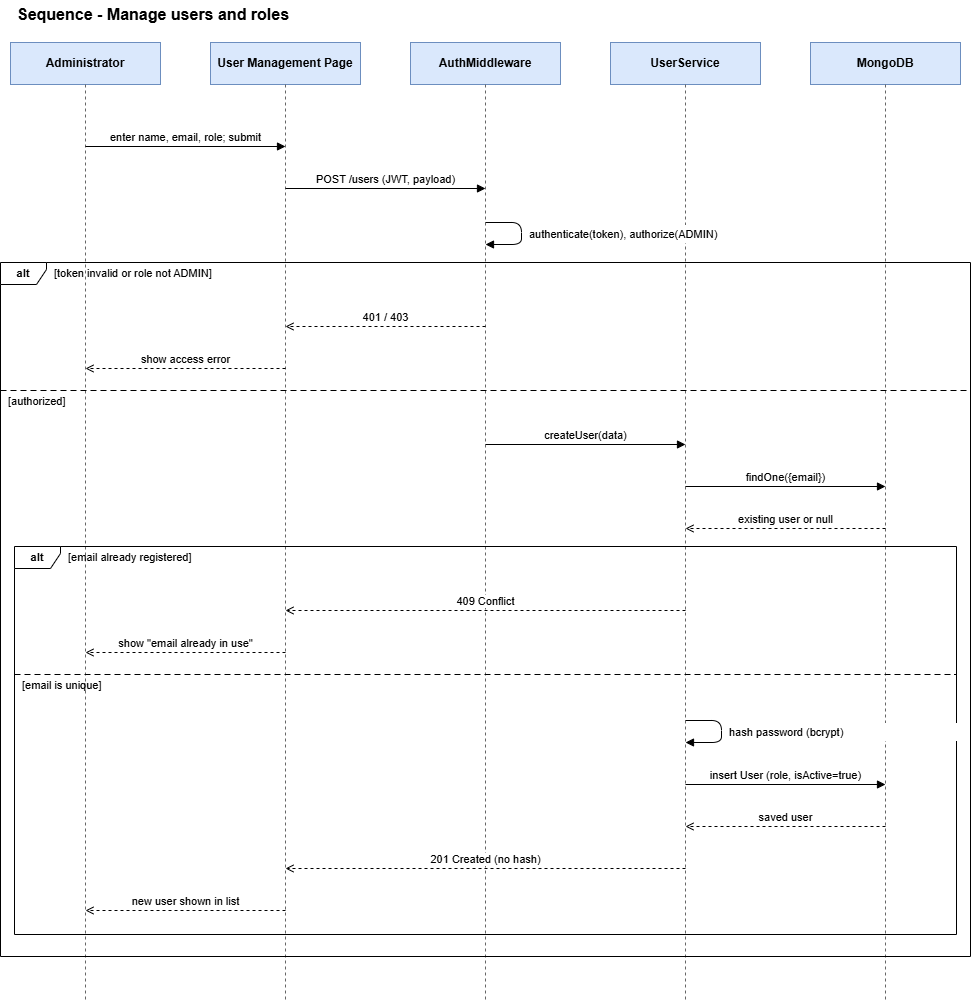 Sequence - Manage users and roles
Administrator
User Management Page
AuthMiddleware
UserService
MongoDB
enter name, email, role; submit
POST /users (JWT, payload)
authenticate(token), authorize(ADMIN)
alt
[token invalid or role not ADMIN]
401 / 403
show access error
[authorized]
createUser(data)
findOne({email})
existing user or null
alt
[email already registered]
409 Conflict
show "email already in use"
[email is unique]
hash password (bcrypt)
insert User (role, isActive=true)
saved user
201 Created (no hash)
new user shown in list